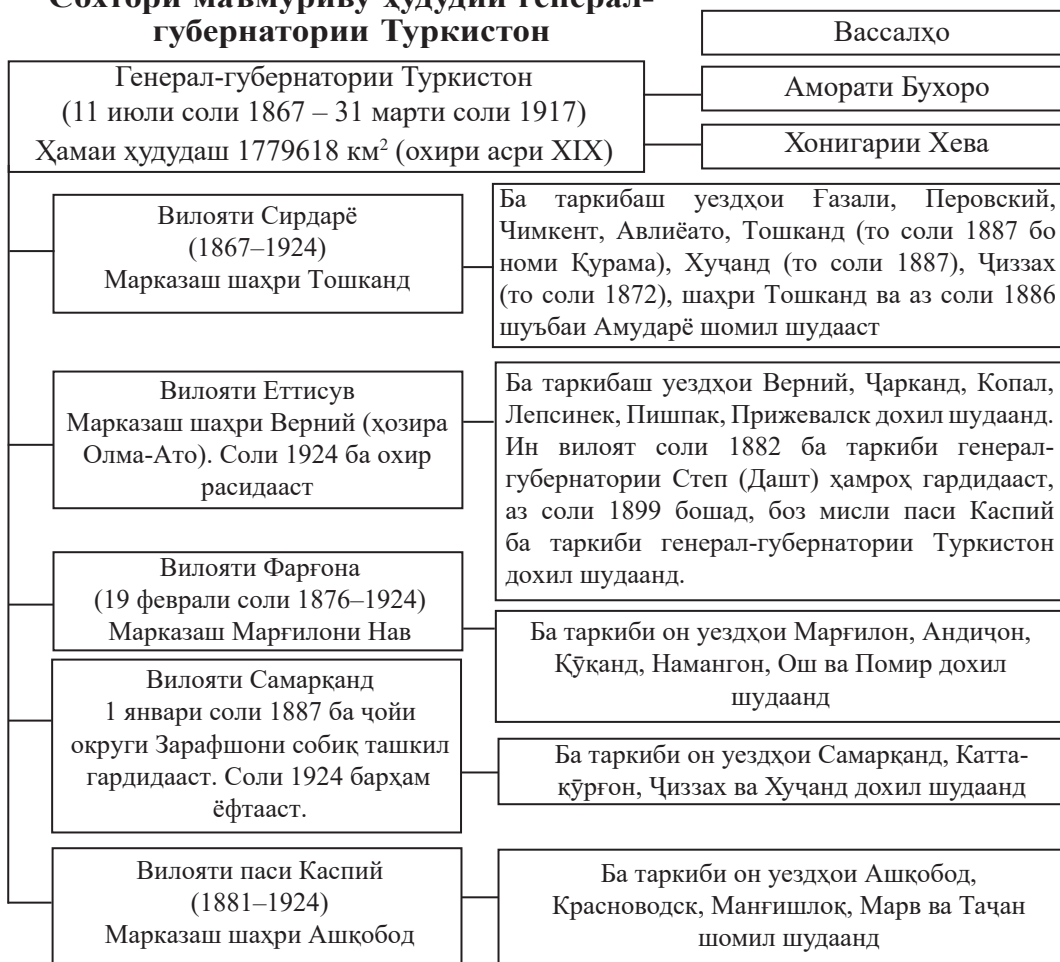 Сохтори маъмуриву ҳудудии генерал-
губернатории Туркистон
Вассалҳо
Генерал-губернатории Туркистон
(11 июли соли 1867 – 31 марти соли 1917)
Ҳамаи ҳудудаш 1779618 км² (охири асри XIX)
Аморати Бухоро
Хонигарии Хева
Вилояти Сирдарё
(1867–1924)
Марказаш шаҳри Тошканд
Ба таркибаш уездҳои Ғазали, Перовский,
Чимкент, Авлиёато, Тошканд (то соли 1887 бо
номи Қурама), Хуҷанд (то соли 1887), Ҷиззах
(то соли 1872), шаҳри Тошканд ва аз соли 1886
шуъбаи Амударё шомил шудааст
Вилояти Еттисув
Марказаш шаҳри Верний (ҳозира
Олма-Ато). Соли 1924 ба охир
расидааст
Ба таркибаш уездҳои Верний, Ҷарканд, Копал,
Лепсинек, Пишпак, Прижевалск дохил шудаанд.
Ин вилоят соли 1882 ба таркиби генерал-
губернатории Степ (Дашт) ҳамроҳ гардидааст,
аз соли 1899 бошад, боз мисли паси Каспий
ба таркиби генерал-губернатории Туркистон
дохил шудаанд.
Вилояти Фарғона
(19 феврали соли 1876–1924)
Марказаш Марғилони Нав
Ба таркиби он уездҳои Марғилон, Андиҷон,
Қӯқанд, Намангон, Ош ва Помир дохил
шудаанд
Вилояти Самарқанд
1 январи соли 1887 ба ҷойи
округи Зарафшони собиқ ташкил
гардидааст. Соли 1924 барҳам
ёфтааст.
Ба таркиби он уездҳои Самарқанд, Катта-
қӯрғон, Ҷиззах ва Хуҷанд дохил шудаанд
Вилояти паси Каспий
(1881–1924)
Марказаш шаҳри Ашқобод
Ба таркиби он уездҳои Ашқобод,
Красноводск, Манғишлоқ, Марв ва Таҷан
шомил шудаанд